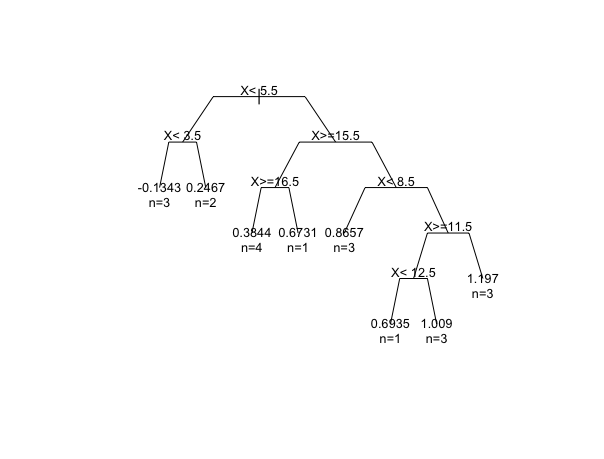 X< 5.5
X< 3.5
X>=15.5
-0.1343
n=3
0.2467
n=2
X>=16.5
X< 8.5
0.3844
n=4
0.6731
n=1
0.8657
n=3
X>=11.5
X< 12.5
1.197
n=3
0.6935
n=1
1.009
n=3